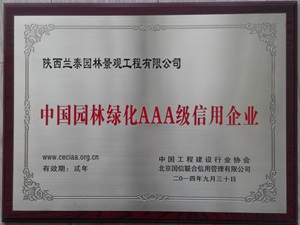 陕西兰泰园林景观工程有限公司
中国园林绿化AAA级信用企业
www.ceciaa.org.cn
有效期：贰年
中国工程建设行业协会
北京国信联合信用管理有限公司
二〇一四年九月三十日